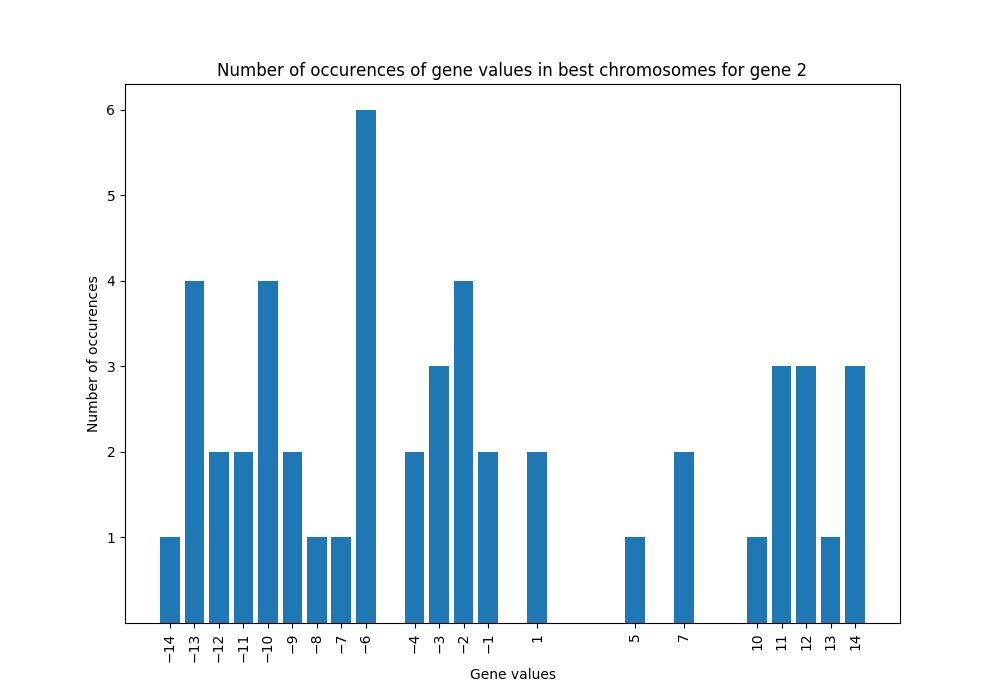 Number of occurences of gene values in best chromosomes for gene 2
Number of occurences
6
5
4
3
2
1
−14 −13 −12 −11 −10 −9 −8 −7 −6 −4 −3 −2 −1 1 5 7 10 11 12 13 14
Gene values